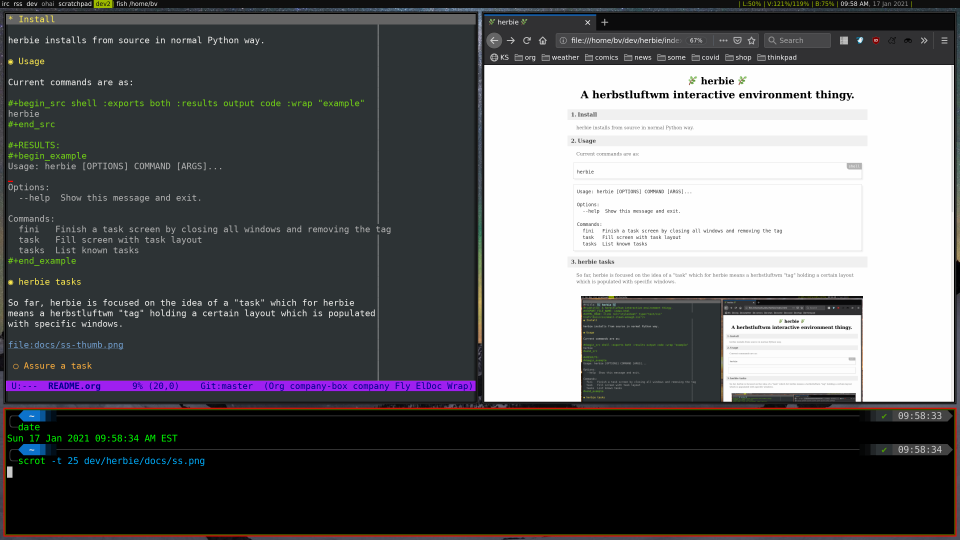 irc rss dev ohai scratchpad dev2 fish /home/bv
| L:50% | V:121%/119% | B:75% | 09:58 AM, 17 Jan 2021 |
* Install
herbie installs from source in normal Python way.
◉ Usage
Current commands are as:
#+begin_src shell :exports both :results output code :wrap "example"
herbie
#+end_src
#+RESULTS:
#+begin_example
Usage: herbie [OPTIONS] COMMAND [ARGS]...
Options:
--help  Show this message and exit.
Commands:
fini   Finish a task screen by closing all windows and removing the tag
task   Fill screen with task layout
tasks  List known tasks
#+end_example
◉ herbie tasks
So far, herbie is focused on the idea of a "task" which for herbie
means a herbstluftwm "tag" holding a certain layout which is populated
with specific windows.
file:docs/ss-thumb.png
○ Assure a task
U:---  README.org      9% (20,0)    Git:master  (Org company-box company Fly ElDoc Wrap)
herbie
file:///home/bv/dev/herbie/inde
67%
Search
KS org weather comics news some covid shop thinkpad
herbie
A herbstluftwm interactive environment thingy.
1. Install
herbie installs from source in normal Python way.
2. Usage
Current commands are as:
shell
herbie
Usage: herbie [OPTIONS] COMMAND [ARGS]...
Options:
--help  Show this message and exit.
Commands:
fini   Finish a task screen by closing all windows and removing the tag
task   Fill screen with task layout
tasks  List known tasks
3. herbie tasks
So far, herbie is focused on the idea of a "task" which for herbie means a herbstluftwm "tag" holding a certain layout
which is populated with specific windows.
herbie
A herbstluftwm interactive environment thingy.
~
✔ 09:58:33
date
Sun 17 Jan 2021 09:58:34 AM EST
~
✔ 09:58:34
scrot -t 25 dev/herbie/docs/ss.png